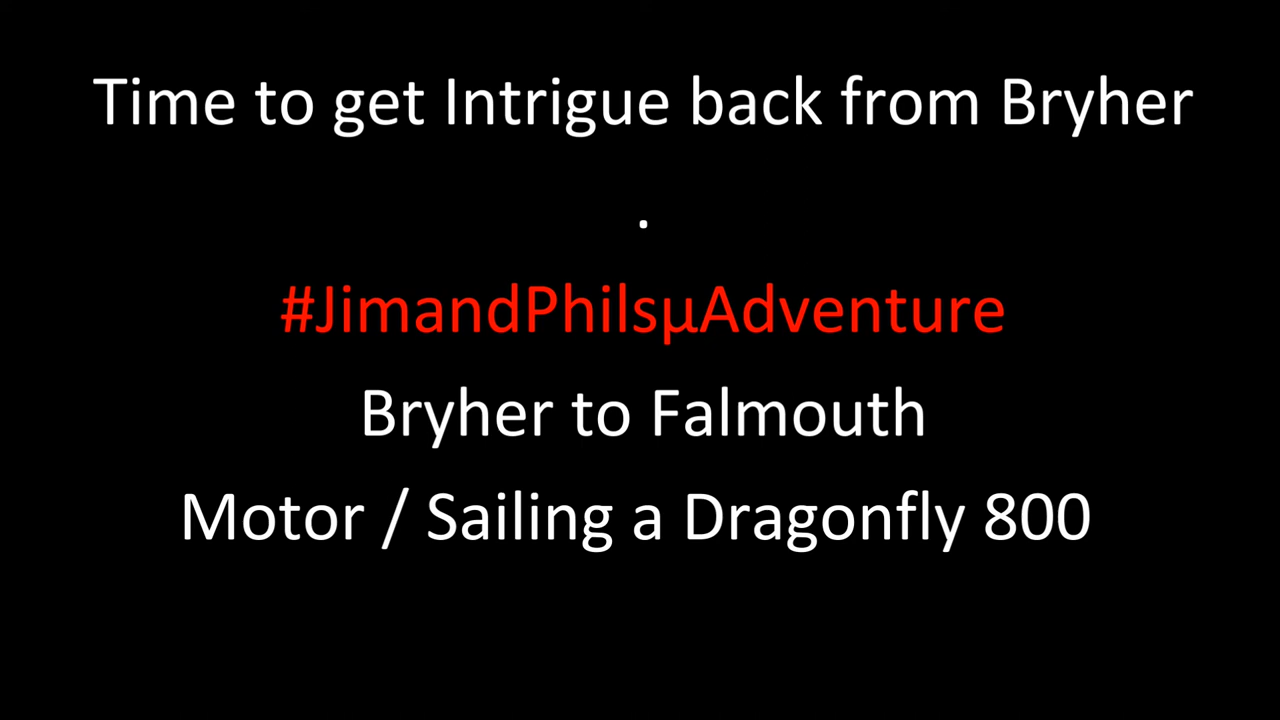 Time to get Intrigue back from Bryher
.
#JimandPhilsµAdventure
Bryher to Falmouth
Motor / Sailing a Dragonfly 800